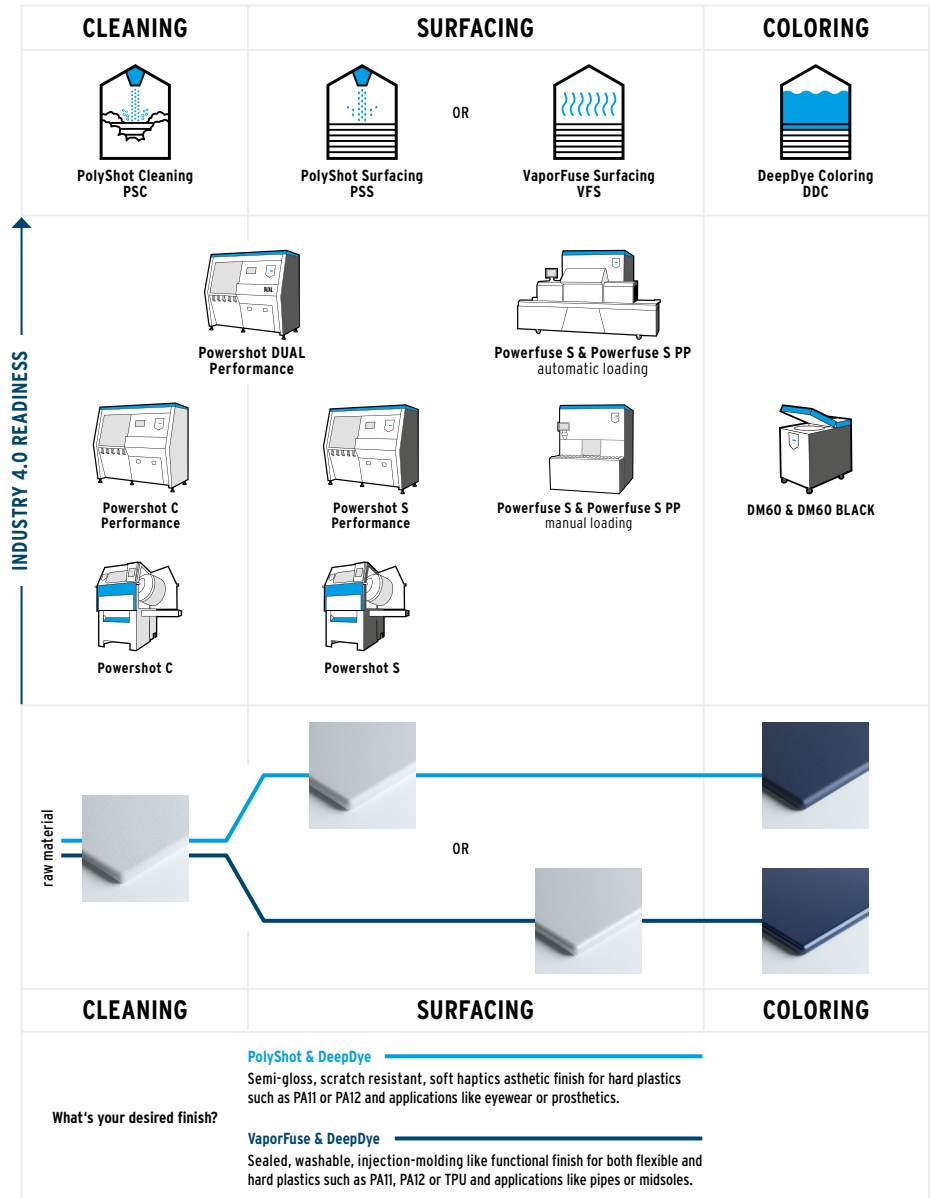 CLEANING
SURFACING
COLORING
PolyShot Cleaning
PSC
PolyShot Surfacing
PSS
OR
VaporFuse Surfacing
VFS
DeepDye Coloring
DDC
INDUSTRY 4.0 READINESS
DUAL
Powershot DUAL
Performance
Powerfuse S & Powerfuse S PP
automatic loading
Powershot C
Performance
Powershot S
Performance
Powerfuse S & Powerfuse S PP
manual loading
DM60 & DM60 BLACK
Powershot C
Powershot S
raw material
OR
CLEANING
SURFACING
COLORING
What's your desired finish?
PolyShot & DeepDye
Semi-gloss, scratch resistant, soft haptics asthetic finish for hard plastics
such as PA11 or PA12 and applications like eyewear or prosthetics.
VaporFuse & DeepDye
Sealed, washable, injection-molding like functional finish for both flexible and
hard plastics such as PA11, PA12 or TPU and applications like pipes or midsoles.